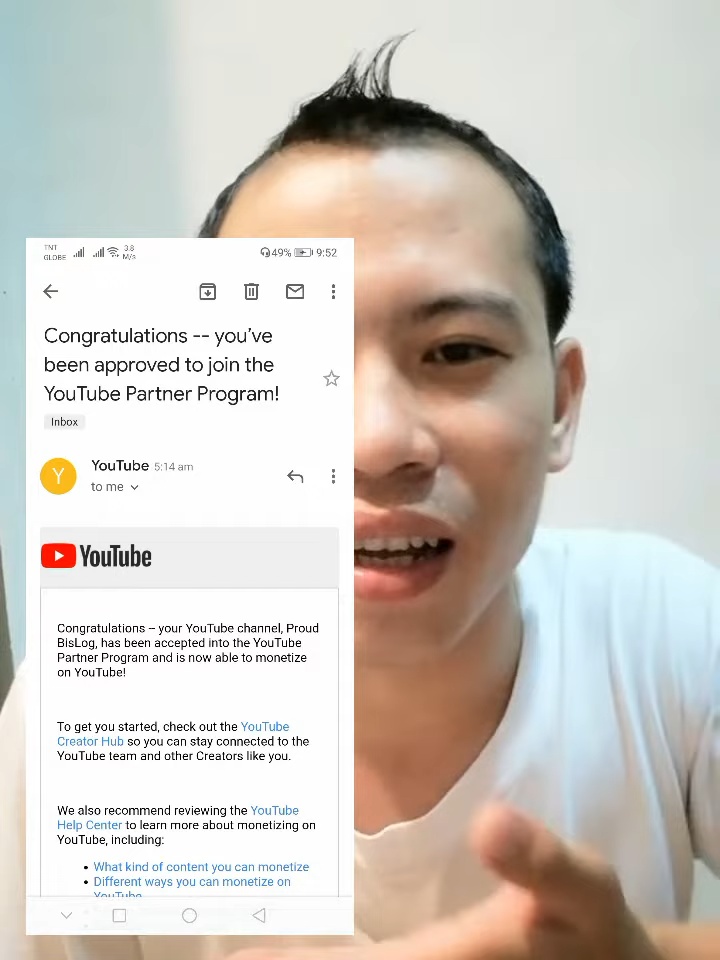 TNT
GLOBE
3.8
M/s
49%
9:52
Congratulations -- you've
been approved to join the
YouTube Partner Program!
Inbox
Y
YouTube 5:14 am
to me
YouTube
Congratulations – your YouTube channel, Proud
BisLog, has been accepted into the YouTube
Partner Program and is now able to monetize
on YouTube!
To get you started, check out the YouTube
Creator Hub so you can stay connected to the
YouTube team and other Creators like you.
We also recommend reviewing the YouTube
Help Center to learn more about monetizing on
YouTube, including:
• What kind of content you can monetize
• Different ways you can monetize on
YouTube